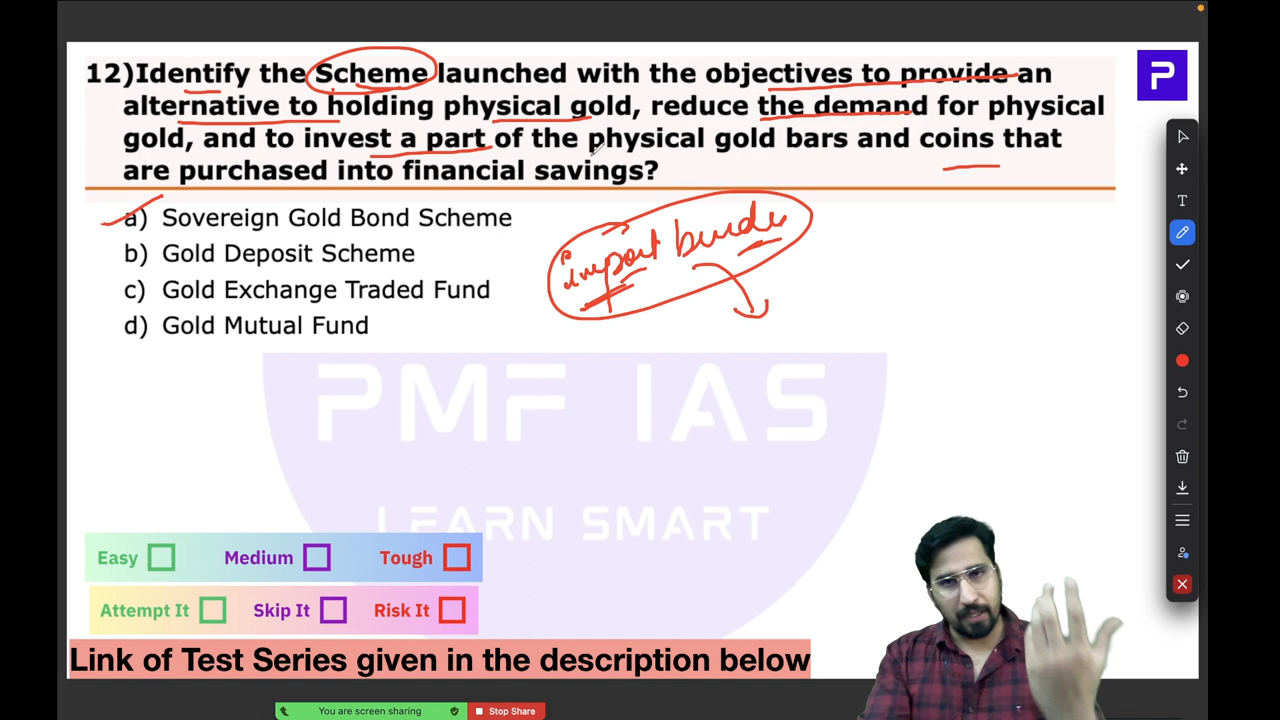 12)Identify the Scheme launched with the objectives to provide an
alternative to holding physical gold, reduce the demand for physical
gold, and to invest a part of the physical gold bars and coins that
are purchased into financial savings?
a) Sovereign Gold Bond Scheme
b) Gold Deposit Scheme
c) Gold Exchange Traded Fund
d) Gold Mutual Fund
import burden
PMF IAS
LEARN SMART
Easy Medium Tough
Attempt It Skip It Risk It
Link of Test Series given in the description below
You are screen sharing Stop Share
P
T